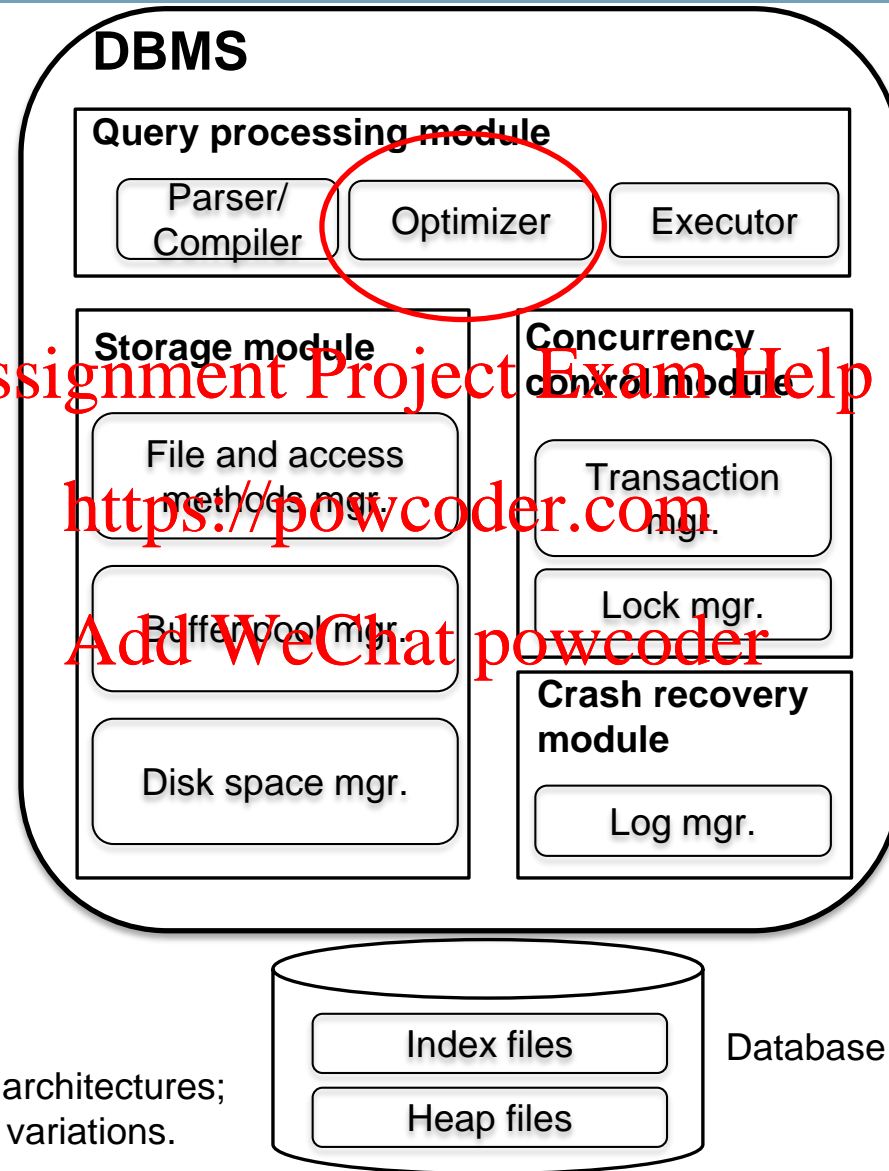 DBMS
Query processing module
Parser/
Compiler
Optimizer
Executor
Storage module
File and access
methods mgr.
Buffer pool mgr.
Disk space mgr.
Concurrency
control module
Transaction
mgr.
Lock mgr.
Crash recovery
module
Log mgr.
Index files
Heap files
Database
architectures;
variations.
ssignment Project Exam Help
https://powcoder.com
Add WeChat powcoder